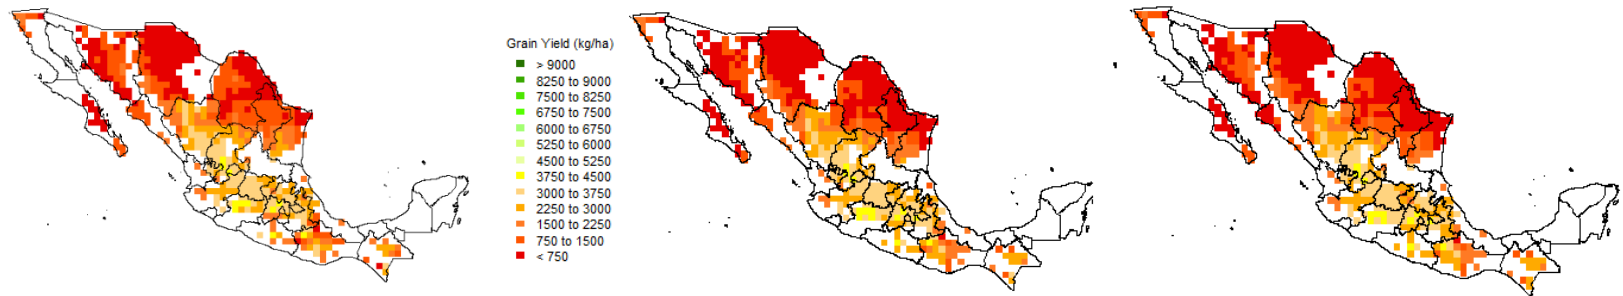 Grain Yield (kg/ha)
> 9000
8250 to 9000
7500 to 8250
6750 to 7500
6000 to 6750
5250 to 6000
4500 to 5250
3750 to 4500
3000 to 3750
2250 to 3000
1500 to 2250
750 to 1500
< 750